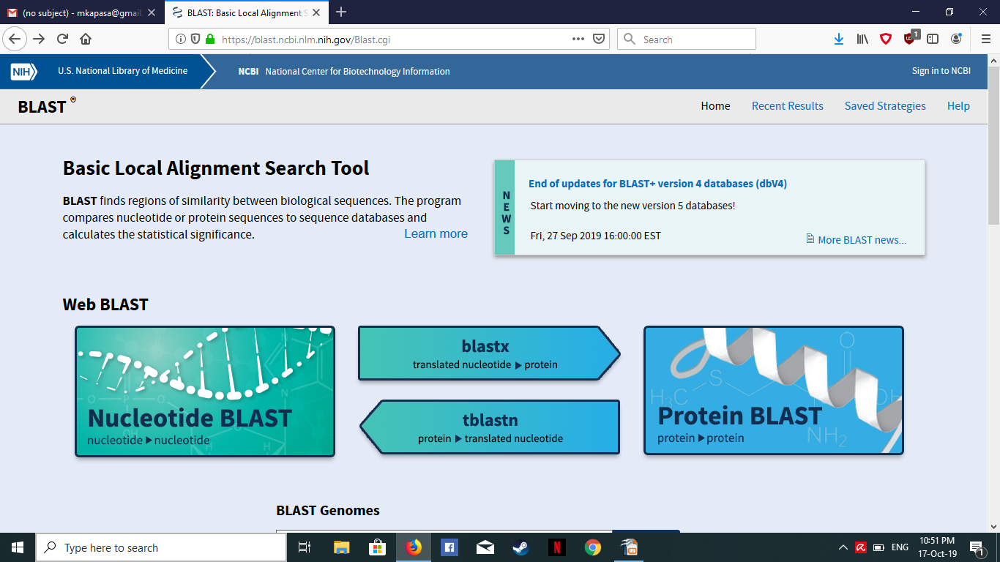 (no subject) - mkapasa@gmail.
BLAST: Basic Local Alignment S
https://blast.ncbi.nlm.nih.gov/Blast.cgi
Search
1
NIH
U.S. National Library of Medicine
NCBI National Center for Biotechnology Information
Sign in to NCBI
BLAST ®
Home
Recent Results
Saved Strategies
Help
Basic Local Alignment Search Tool
BLAST finds regions of similarity between biological sequences. The program
compares nucleotide or protein sequences to sequence databases and
calculates the statistical significance.
Learn more
NEWS
End of updates for BLAST+ version 4 databases (dbV4)
Start moving to the new version 5 databases!
Fri, 27 Sep 2019 16:00:00 EST
More BLAST news...
Web BLAST
Nucleotide BLAST
nucleotide ▶ nucleotide
blastx
translated nucleotide ▶ protein
tblastn
protein ▶ translated nucleotide
O
S
H₃C
OH
NH₂
Protein BLAST
protein ▶ protein
BLAST Genomes
Type here to search
ENG
10:51 PM
17-Oct-19
1